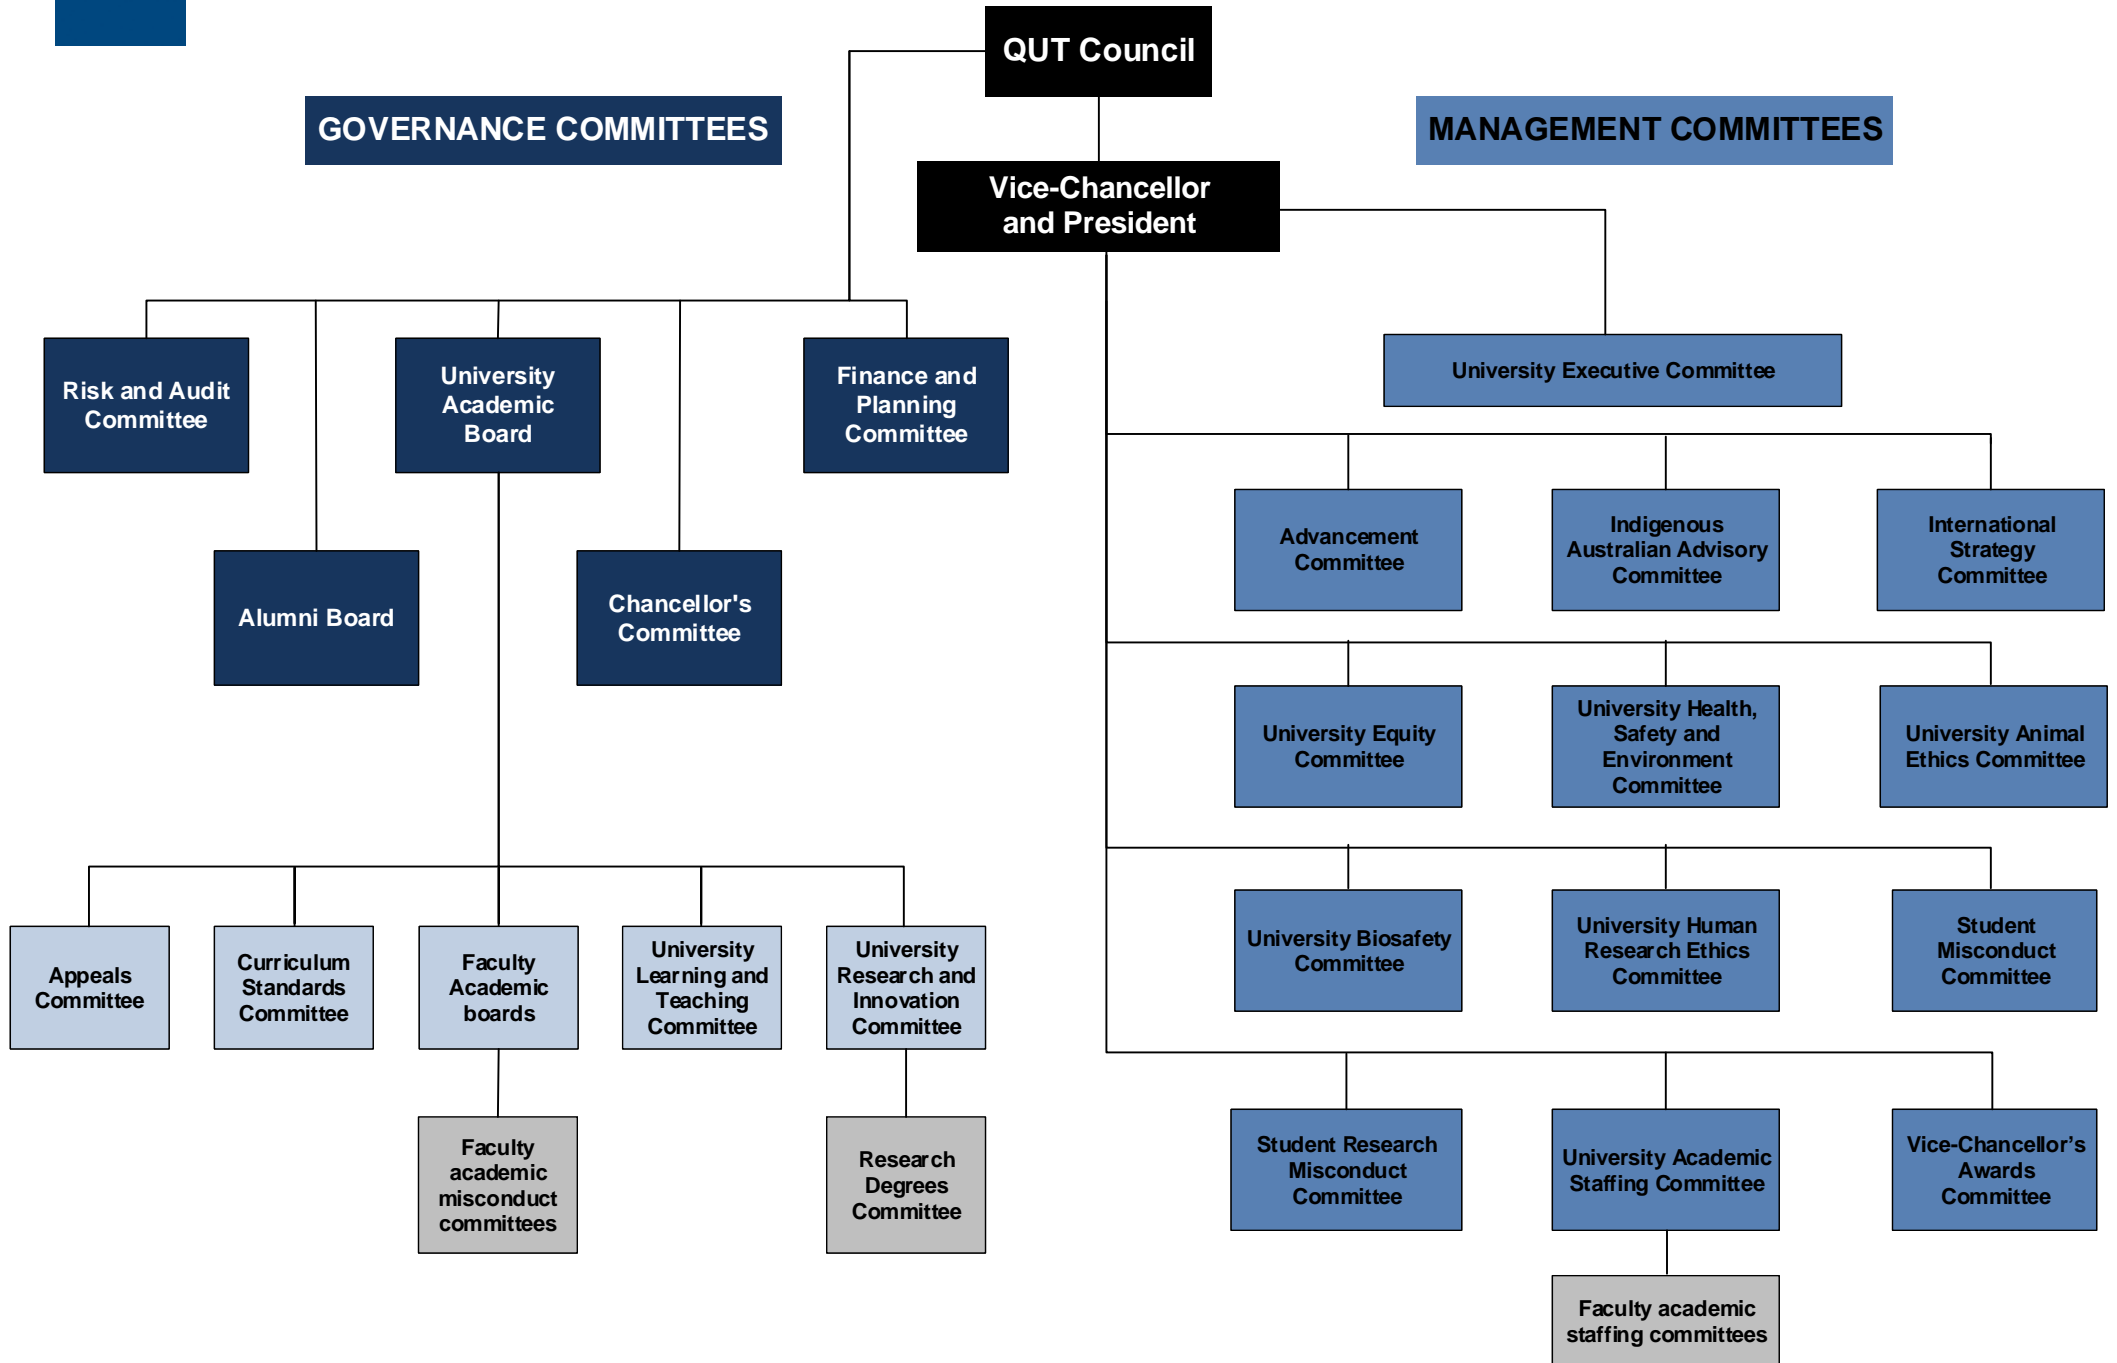 QUT Council
GOVERNANCE COMMITTEES
MANAGEMENT COMMITTEES
Vice-Chancellor
and President
Risk and Audit
Committee
University
Academic
Board
Finance and
Planning
Committee
University Executive Committee
Alumni Board
Chancellor's
Committee
Advancement
Committee
Indigenous
Australian Advisory
Committee
International
Strategy
Committee
University Equity
Committee
University Health,
Safety and
Environment
Committee
University Animal
Ethics Committee
University Biosafety
Committee
University Human
Research Ethics
Committee
Student
Misconduct
Committee
Appeals
Committee
Curriculum
Standards
Committee
Faculty
Academic
boards
University
Learning and
Teaching
Committee
University
Research and
Innovation
Committee
Faculty
academic
misconduct
committees
Research
Degrees
Committee
Student Research
Misconduct
Committee
University Academic
Staffing Committee
Vice-Chancellor’s
Awards
Committee
Faculty academic
staffing committees